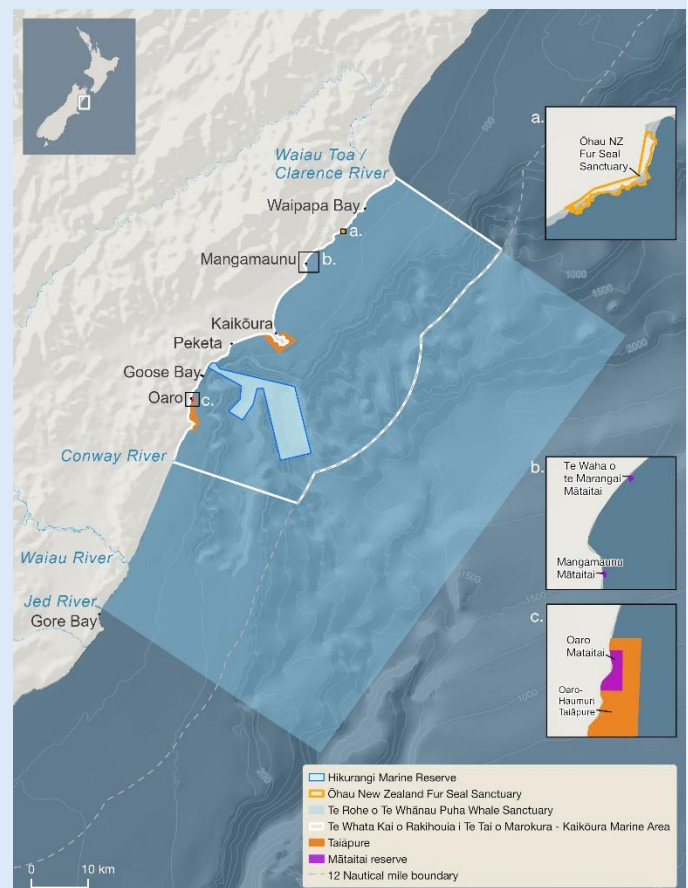 Waiau Toa /
Clarence River
Waipapa Bay
a.
Mangamaunu
b.
Kaikōura
Peketa
Goose Bay
Oaro
c.
Conway River
Waiau River
Jed River
Gore Bay
100
1000
1500
2000
1500
1500
1000
200
a.
Ōhau NZ
Fur Seal
Sanctuary
b.
Te Waha o
te Marangai
Mātaitai
Mangamaunu
Mātaitai
c.
Oaro
Mataitai
Oaro-
Haumuri
Taiāpure
Hikurangi Marine Reserve
Ōhau New Zealand Fur Seal Sanctuary
Te Rohe o Te Whānau Puha Whale Sanctuary
Te Whata Kai o Rakihouia i Te Tai o Marokura - Kaikōura Marine Area
Taiāpure
Mātaitai reserve
12 Nautical mile boundary
0
10 km